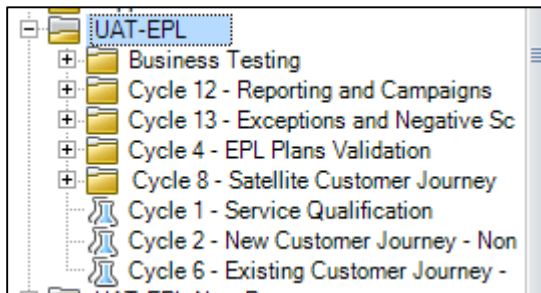 UAT-EPL
Business Testing
Cycle 12 - Reporting and Campaigns
Cycle 13 - Exceptions and Negative Sc
Cycle 4 - EPL Plans Validation
Cycle 8 - Satellite Customer Journey
Cycle 1 - Service Qualification
Cycle 2 - New Customer Journey - Non
Cycle 6 - Existing Customer Journey -